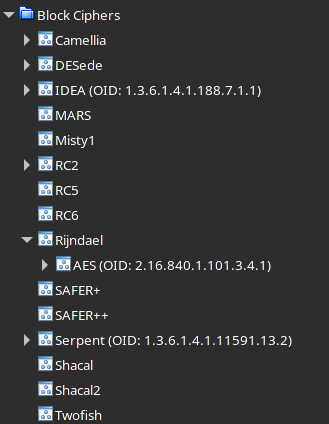 Block Ciphers
Camellia
DESede
IDEA (OID: 1.3.6.1.4.1.188.7.1.1)
MARS
Misty1
RC2
RC5
RC6
Rijndael
AES (OID: 2.16.840.1.101.3.4.1)
SAFER+
SAFER++
Serpent (OID: 1.3.6.1.4.1.11591.13.2)
Shacal
Shacal2
Twofish